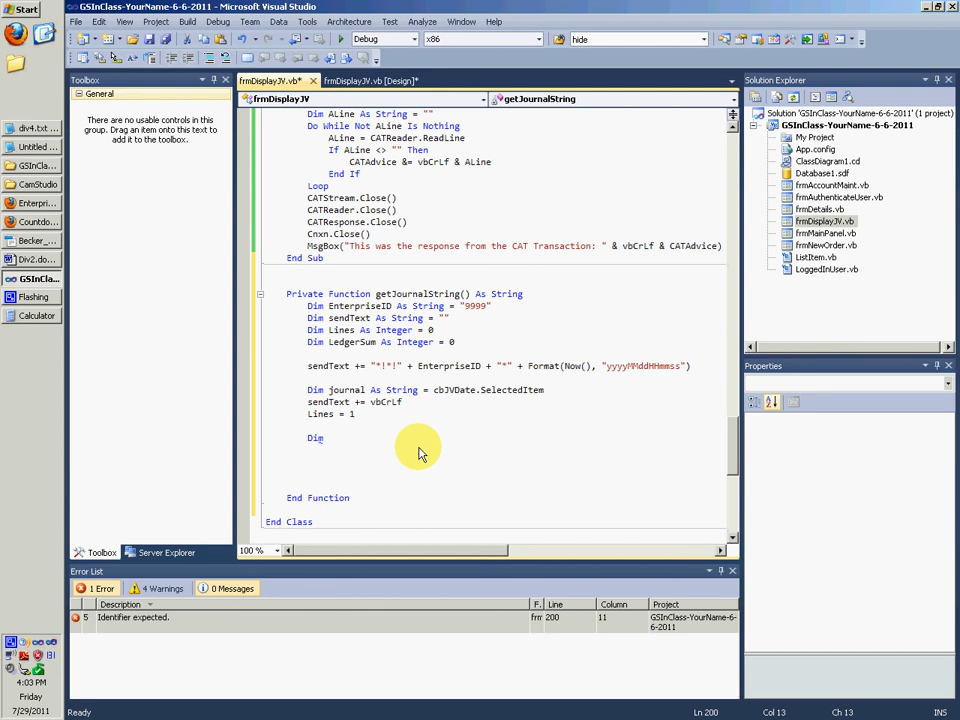 Start
GSInClass-YourName-6-6-2011 - Microsoft Visual Studio
File Edit View Project Build Debug Team Data Tools Architecture Test Analyze Window Help
Debug x86 hide
Toolbox
General
There are no usable controls in this group. Drag an item onto this text to add it to the toolbox.
Toolbox Server Explorer
frmDisplayJV.vb* frmDisplayJV.vb [Design]*
frmDisplayJV getJournalString
Dim ALine As String = ""
Do While Not ALine Is Nothing
ALine = CATReader.ReadLine
If ALine <> "" Then
CATAdvice &= vbCrLf & ALine
End If
Loop
CATStream.Close()
CATReader.Close()
CATResponse.Close()
Cnxn.Close()
MsgBox("This was the response from the CAT Transaction: " & vbCrLf & CATAdvice)
End Sub
Private Function getJournalString() As String
Dim EnterpriseID As String = "9999"
Dim sendText As String = ""
Dim Lines As Integer = 0
Dim LedgerSum As Integer = 0
sendText += "*!*!" + EnterpriseID + "*" + Format(Now(), "yyyyMMddHHmmss")
Dim journal As String = cbJVDate.SelectedItem
sendText += vbCrLf
Lines = 1
Dim
End Function
End Class
100 %
Solution Explorer
Solution 'GSInClass-YourName-6-6-2011' (1 project)
GSInClass-YourName-6-6-2011
My Project
App.config
ClassDiagram1.cd
Database1.sdf
frmAccountMaint.vb
frmAuthenticateUser.vb
frmDetails.vb
frmDisplayJV.vb
frmMainPanel.vb
frmNewOrder.vb
ListItem.vb
LoggedInUser.vb
Properties
Error List
1 Error 4 Warnings 0 Messages
Description F. Line Column Project
5 Identifier expected. frm 200 11 GSInClass-YourName-6-6-2011
Ready Ln 200 Col 13 Ch 13 INS
div4.txt ...
Untitled ...
GSInCla...
CamStudio
Enterpri...
Countdo...
Becker_...
Div2.do...
GSInCla...
Flashing
Calculator
4:03 PM
Friday
7/29/2011